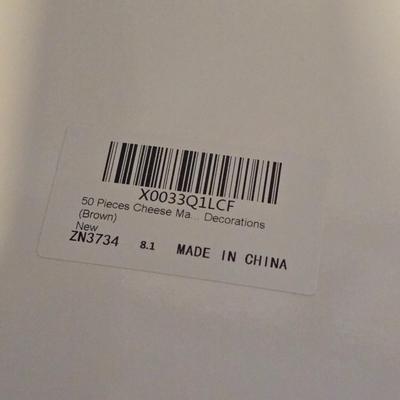 X0033Q1LCF
50 Pieces Cheese Ma... Decorations
(Brown)
New
ZN3734 8.1 MADE IN CHINA